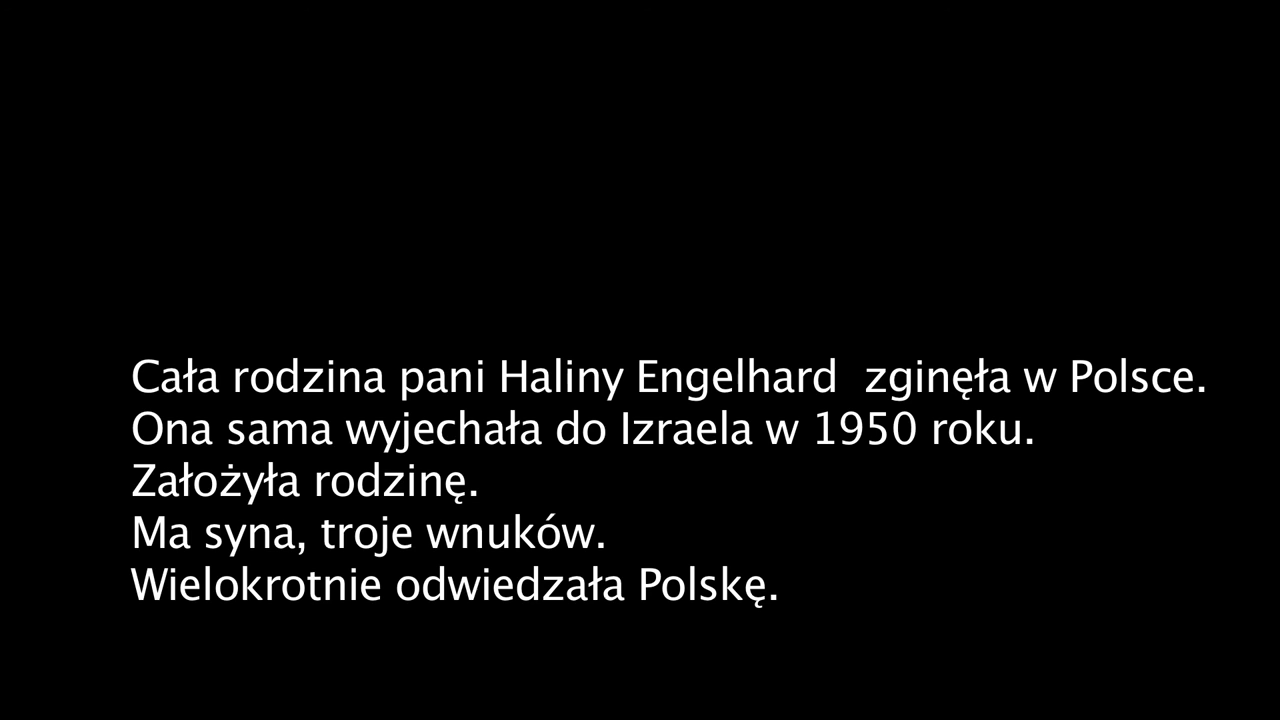 Cała rodzina pani Haliny Engelhard  zginęła w Polsce.
Ona sama wyjechała do Izraela w 1950 roku.
Założyła rodzinę.
Ma syna, troje wnuków.
Wielokrotnie odwiedzała Polskę.